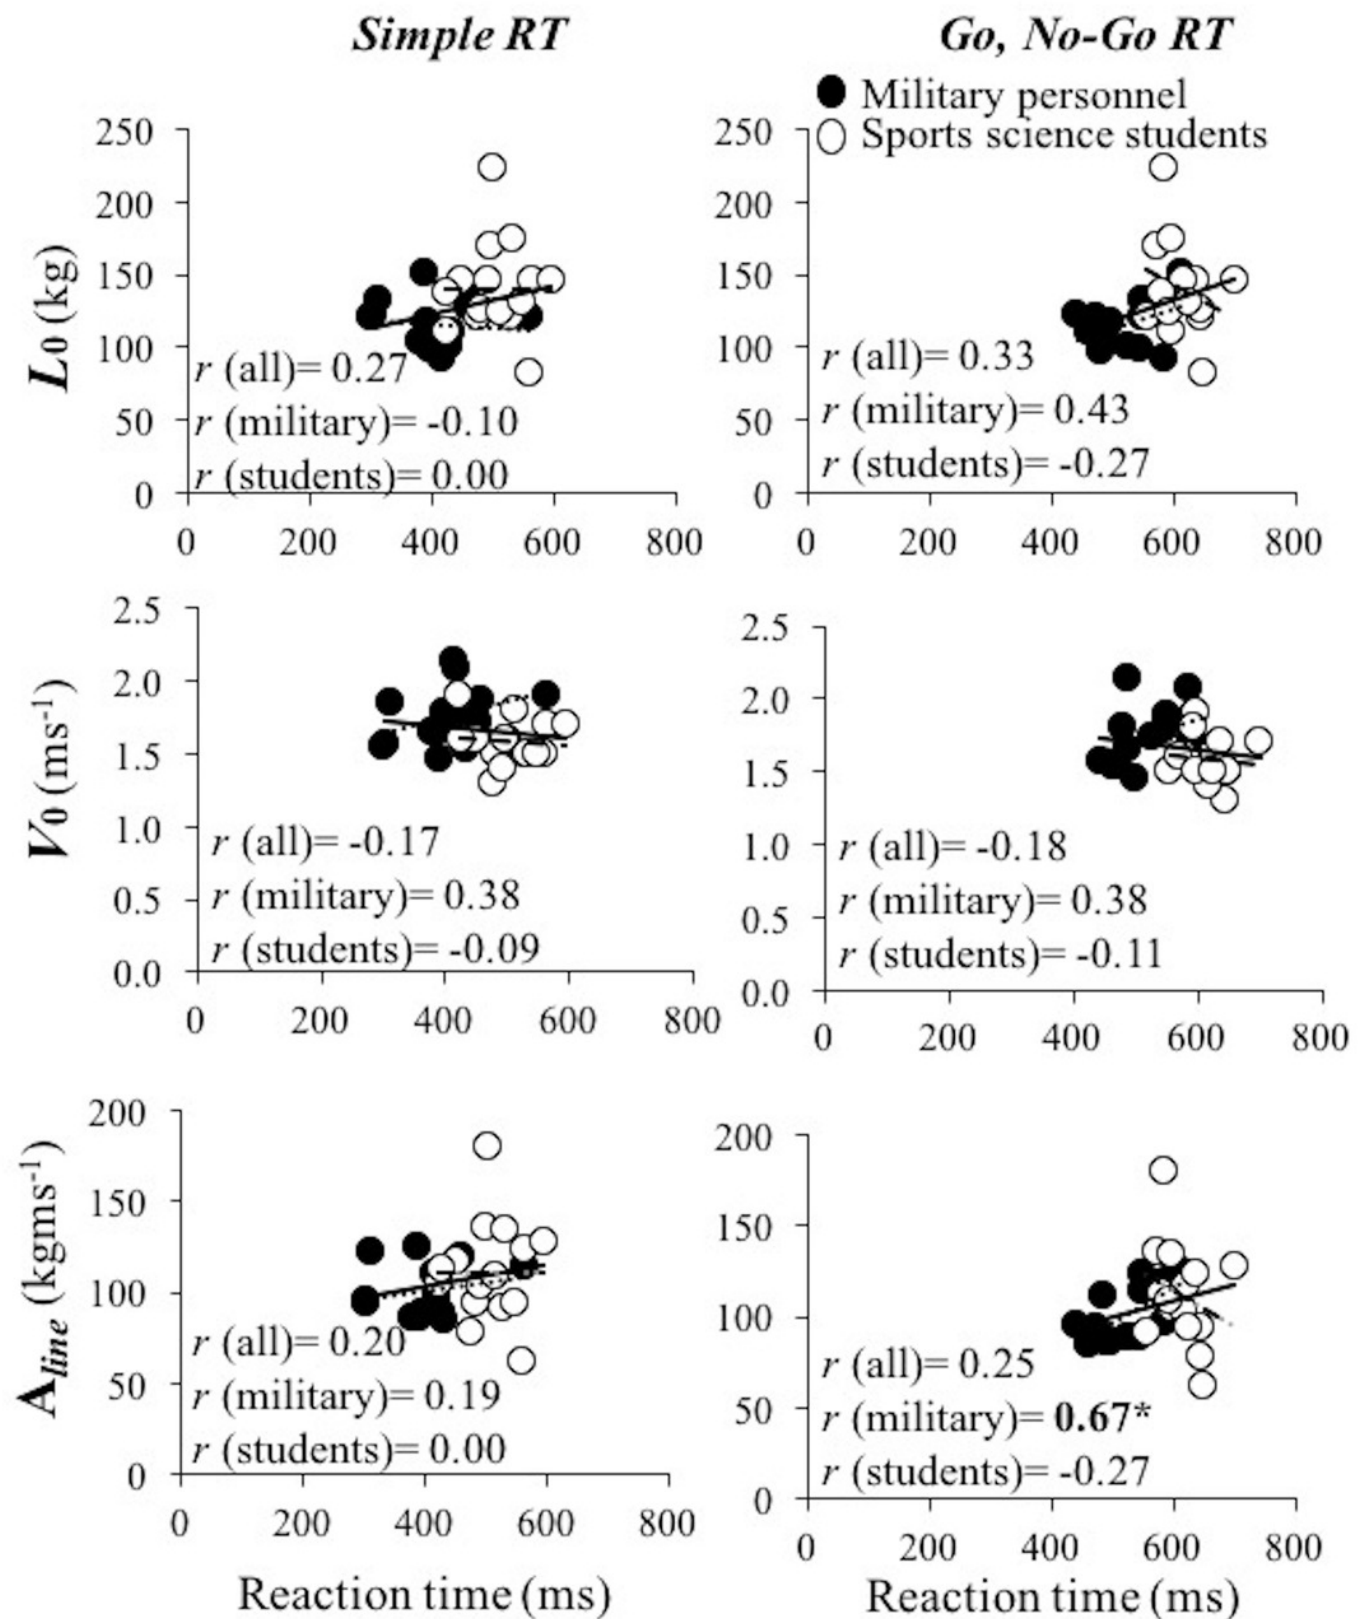 Simple RT
Go, No-Go RT
Military personnel
Sports science students
L0 (kg)
250
200
150
100
50
0
r (all)= 0.27
r (military)= -0.10
r (students)= 0.00
0 200 400 600 800
250
200
150
100
50
0
r (all)= 0.33
r (military)= 0.43
r (students)= -0.27
0 200 400 600 800
V0 (ms-1)
2.5
2.0
1.5
1.0
0.5
0.0
r (all)= -0.17
r (military)= 0.38
r (students)= -0.09
0 200 400 600 800
2.5
2.0
1.5
1.0
0.5
0.0
r (all)= -0.18
r (military)= 0.38
r (students)= -0.11
0 200 400 600 800
Aline (kgms-1)
200
150
100
50
0
r (all)= 0.20
r (military)= 0.19
r (students)= 0.00
0 200 400 600 800
Reaction time (ms)
200
150
100
50
0
r (all)= 0.25
r (military)= 0.67*
r (students)= -0.27
0 200 400 600 800
Reaction time (ms)